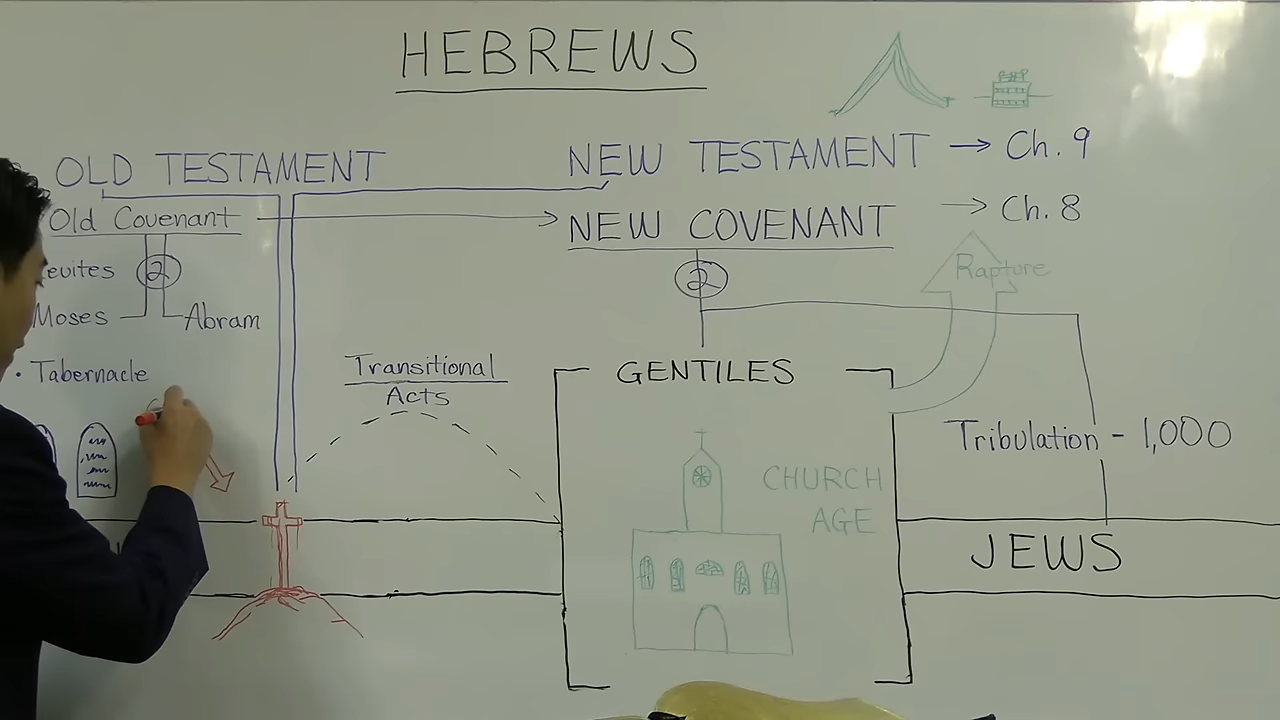 HEBREWS
OLD TESTAMENT
NEW TESTAMENT → Ch. 9
Old Covenant → NEW COVENANT → Ch. 8
2
2
Rapture
Moses
Abram
• Tabernacle
Transitional
Acts
GENTILES
Tribulation - 1,000
CHURCH
AGE
JEWS